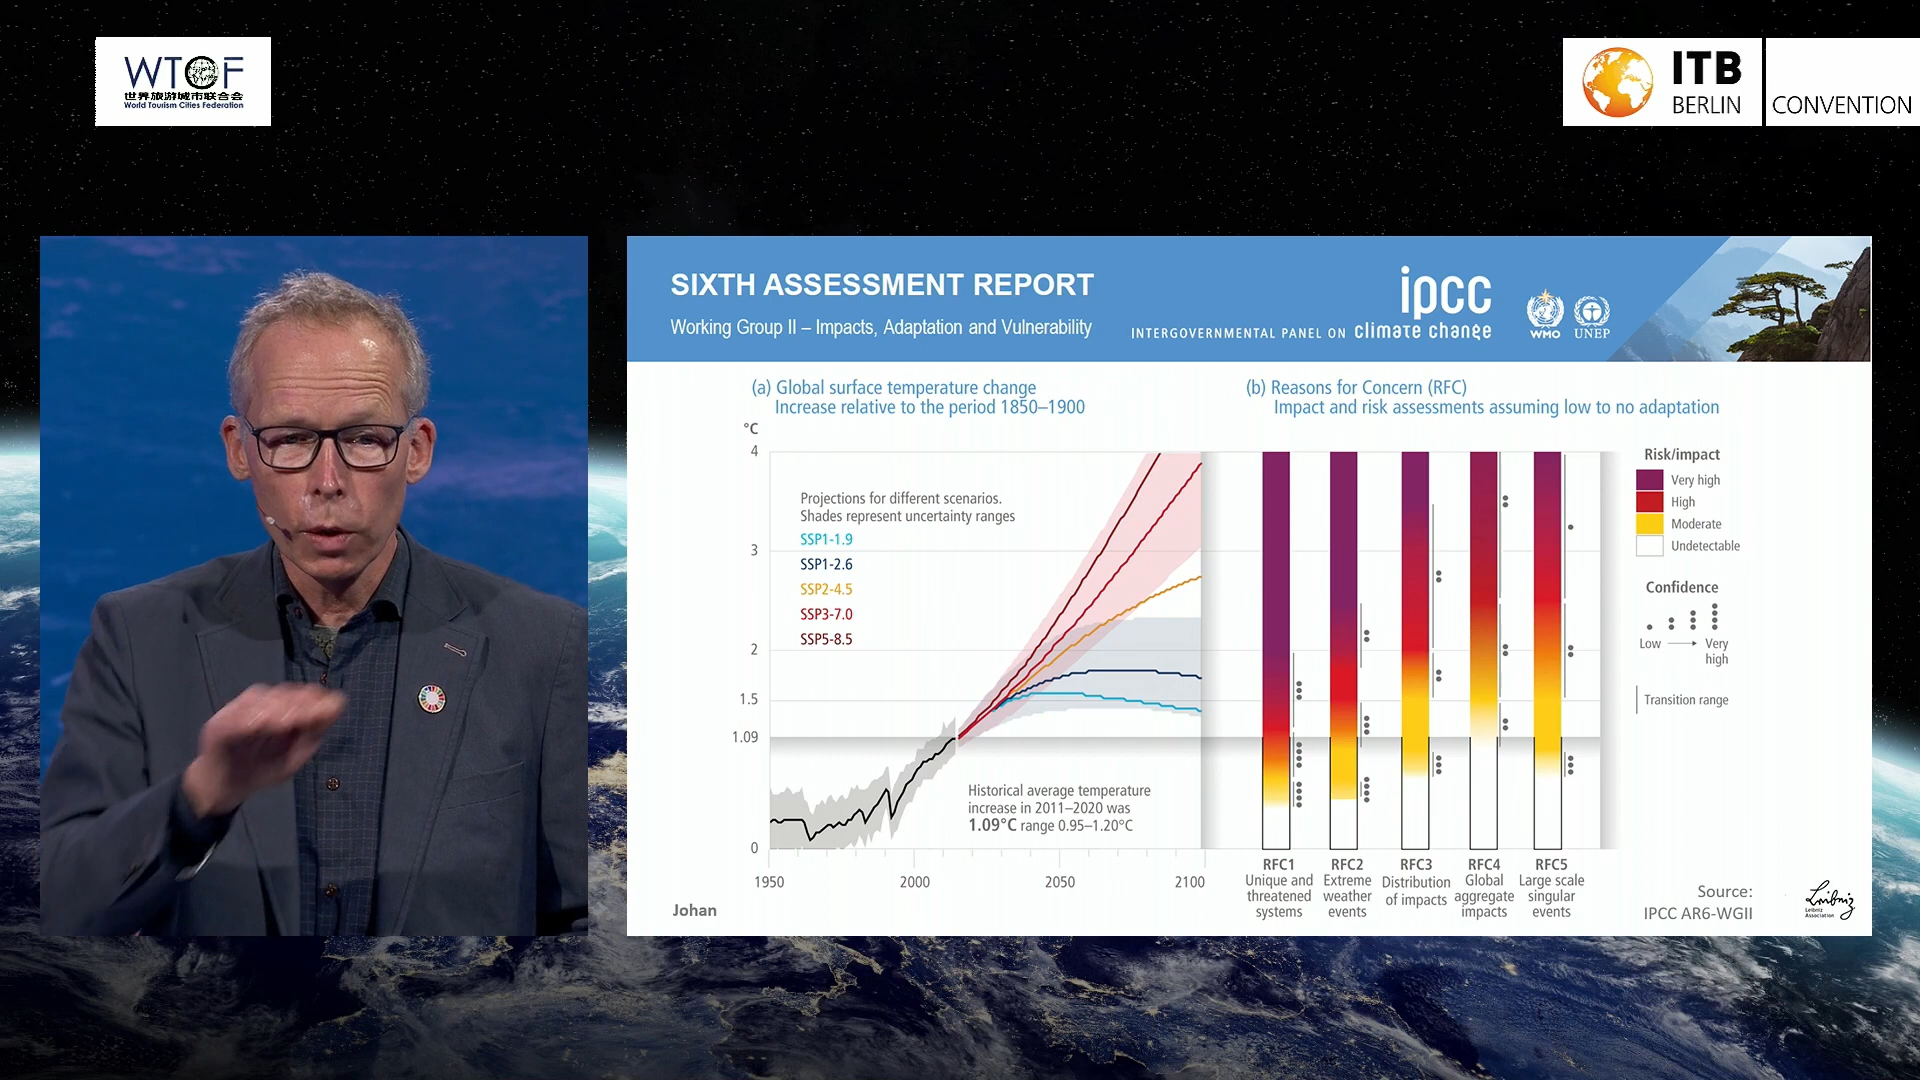 WTCF
世界旅游城市联合会
World Tourism Cities Federation
ITB
BERLIN
CONVENTION
SIXTH ASSESSMENT REPORT
Working Group II – Impacts, Adaptation and Vulnerability
ipcc
INTERGOVERNMENTAL PANEL ON climate change
WMO
UNEP
(a) Global surface temperature change
Increase relative to the period 1850–1900
°C
4
3
2
1.5
1.09
0
Projections for different scenarios.
Shades represent uncertainty ranges
SSP1-1.9
SSP1-2.6
SSP2-4.5
SSP3-7.0
SSP5-8.5
Historical average temperature
increase in 2011–2020 was
1.09°C range 0.95–1.20°C
1950
2000
2050
2100
(b) Reasons for Concern (RFC)
Impact and risk assessments assuming low to no adaptation
RFC1
Unique and
threatened
systems
RFC2
Extreme
weather
events
RFC3
Distribution
of impacts
RFC4
Global
aggregate
impacts
RFC5
Large scale
singular
events
Risk/impact
Very high
High
Moderate
Undetectable
Confidence
Low
Very
high
Transition range
Johan
Source:
IPCC AR6-WGII
Leibniz
Leibniz
Association